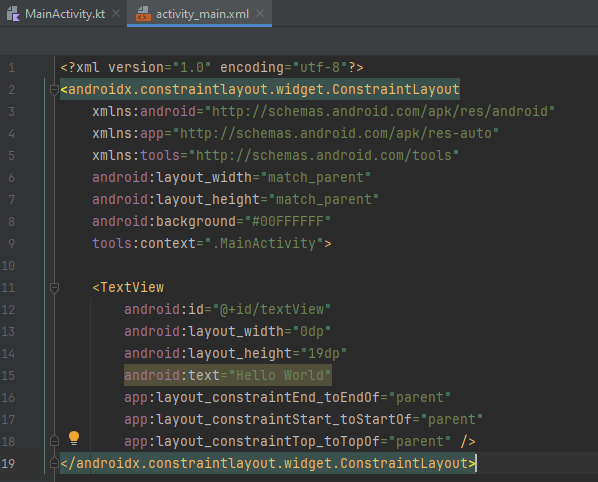 MainActivity.kt × activity_main.xml ×
1 <?xml version="1.0" encoding="utf-8"?>
2 <androidx.constraintlayout.widget.ConstraintLayout
3 xmlns:android="http://schemas.android.com/apk/res/android"
4 xmlns:app="http://schemas.android.com/apk/res-auto"
5 xmlns:tools="http://schemas.android.com/tools"
6 android:layout_width="match_parent"
7 android:layout_height="match_parent"
8 android:background="#00FFFFFF"
9 tools:context=".MainActivity">
10
11 <TextView
12 android:id="@+id/textView"
13 android:layout_width="0dp"
14 android:layout_height="19dp"
15 android:text="Hello World"
16 app:layout_constraintEnd_toEndOf="parent"
17 app:layout_constraintStart_toStartOf="parent"
18 app:layout_constraintTop_toTopOf="parent" />
19 </androidx.constraintlayout.widget.ConstraintLayout>